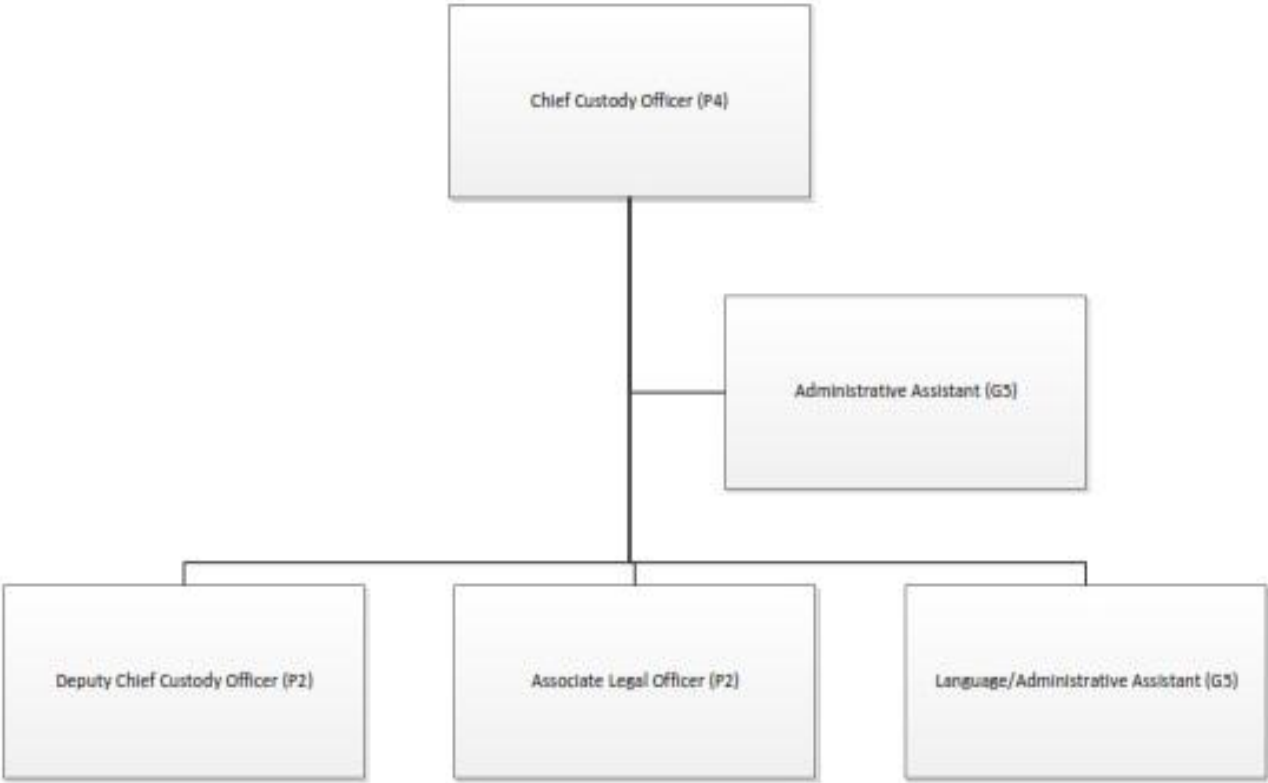 Chief Custody Officer (P4)
Administrative Assistant (G5)
Deputy Chief Custody Officer (P2)
Associate Legal Officer (P2)
Language/Administrative Assistant (G5)